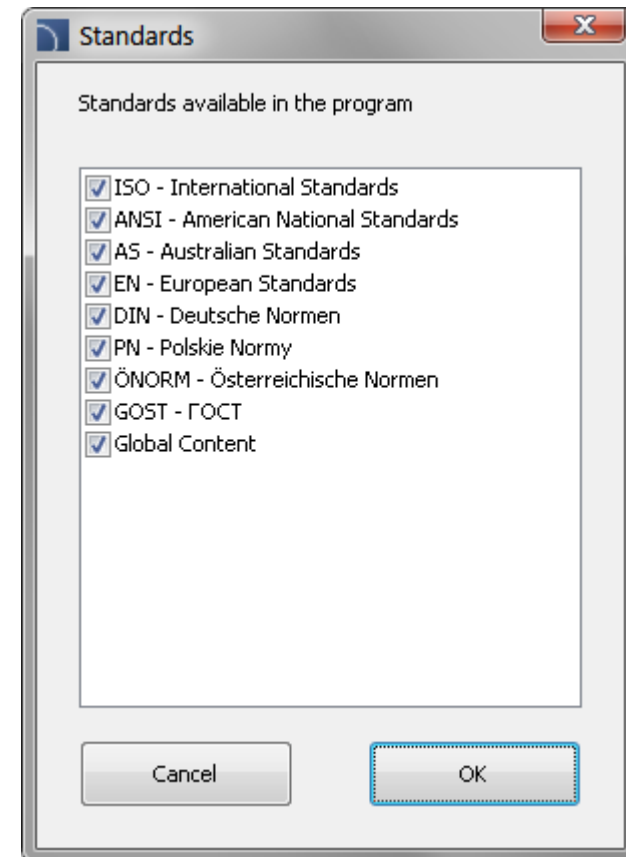 Standards
Standards available in the program
ISO - International Standards
ANSI - American National Standards
AS - Australian Standards
EN - European Standards
DIN - Deutsche Normen
PN - Polskie Normy
ÖNORM - Österreichische Normen
GOST - ГОСТ
Global Content
Cancel
OK